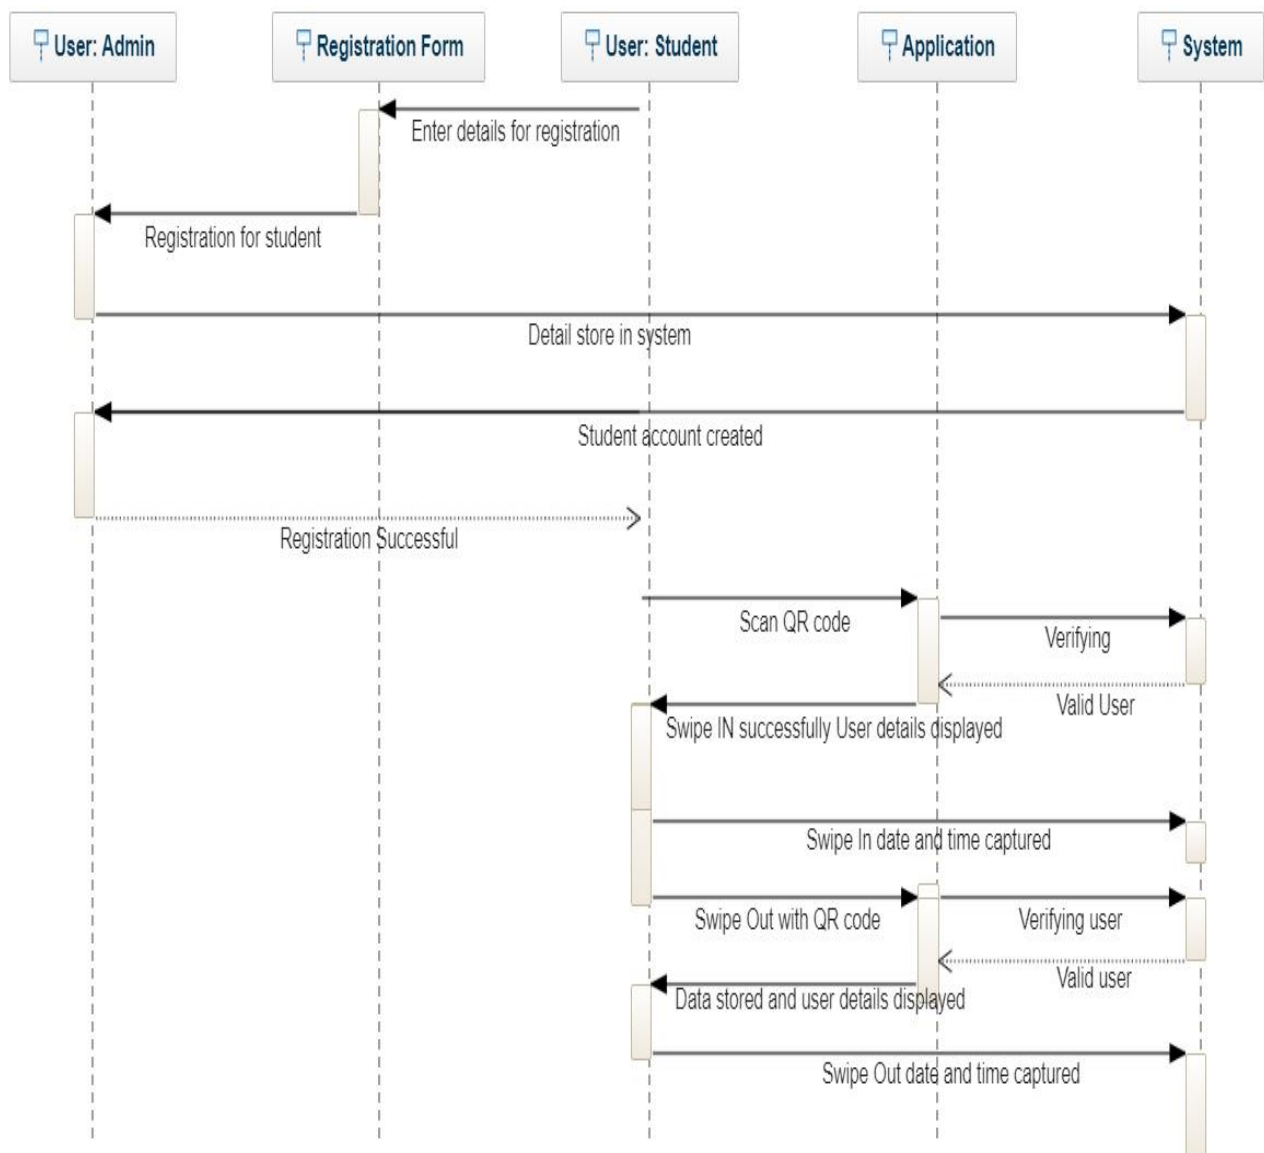 User: Admin
Registration Form
User: Student
Application
System
Enter details for registration
Registration for student
Detail store in system
Student account created
Registration Successful
Scan QR code
Verifying
Valid User
Swipe IN successfully User details displayed
Swipe In date and time captured
Swipe Out with QR code
Verifying user
Valid user
Data stored and user details displayed
Swipe Out date and time captured